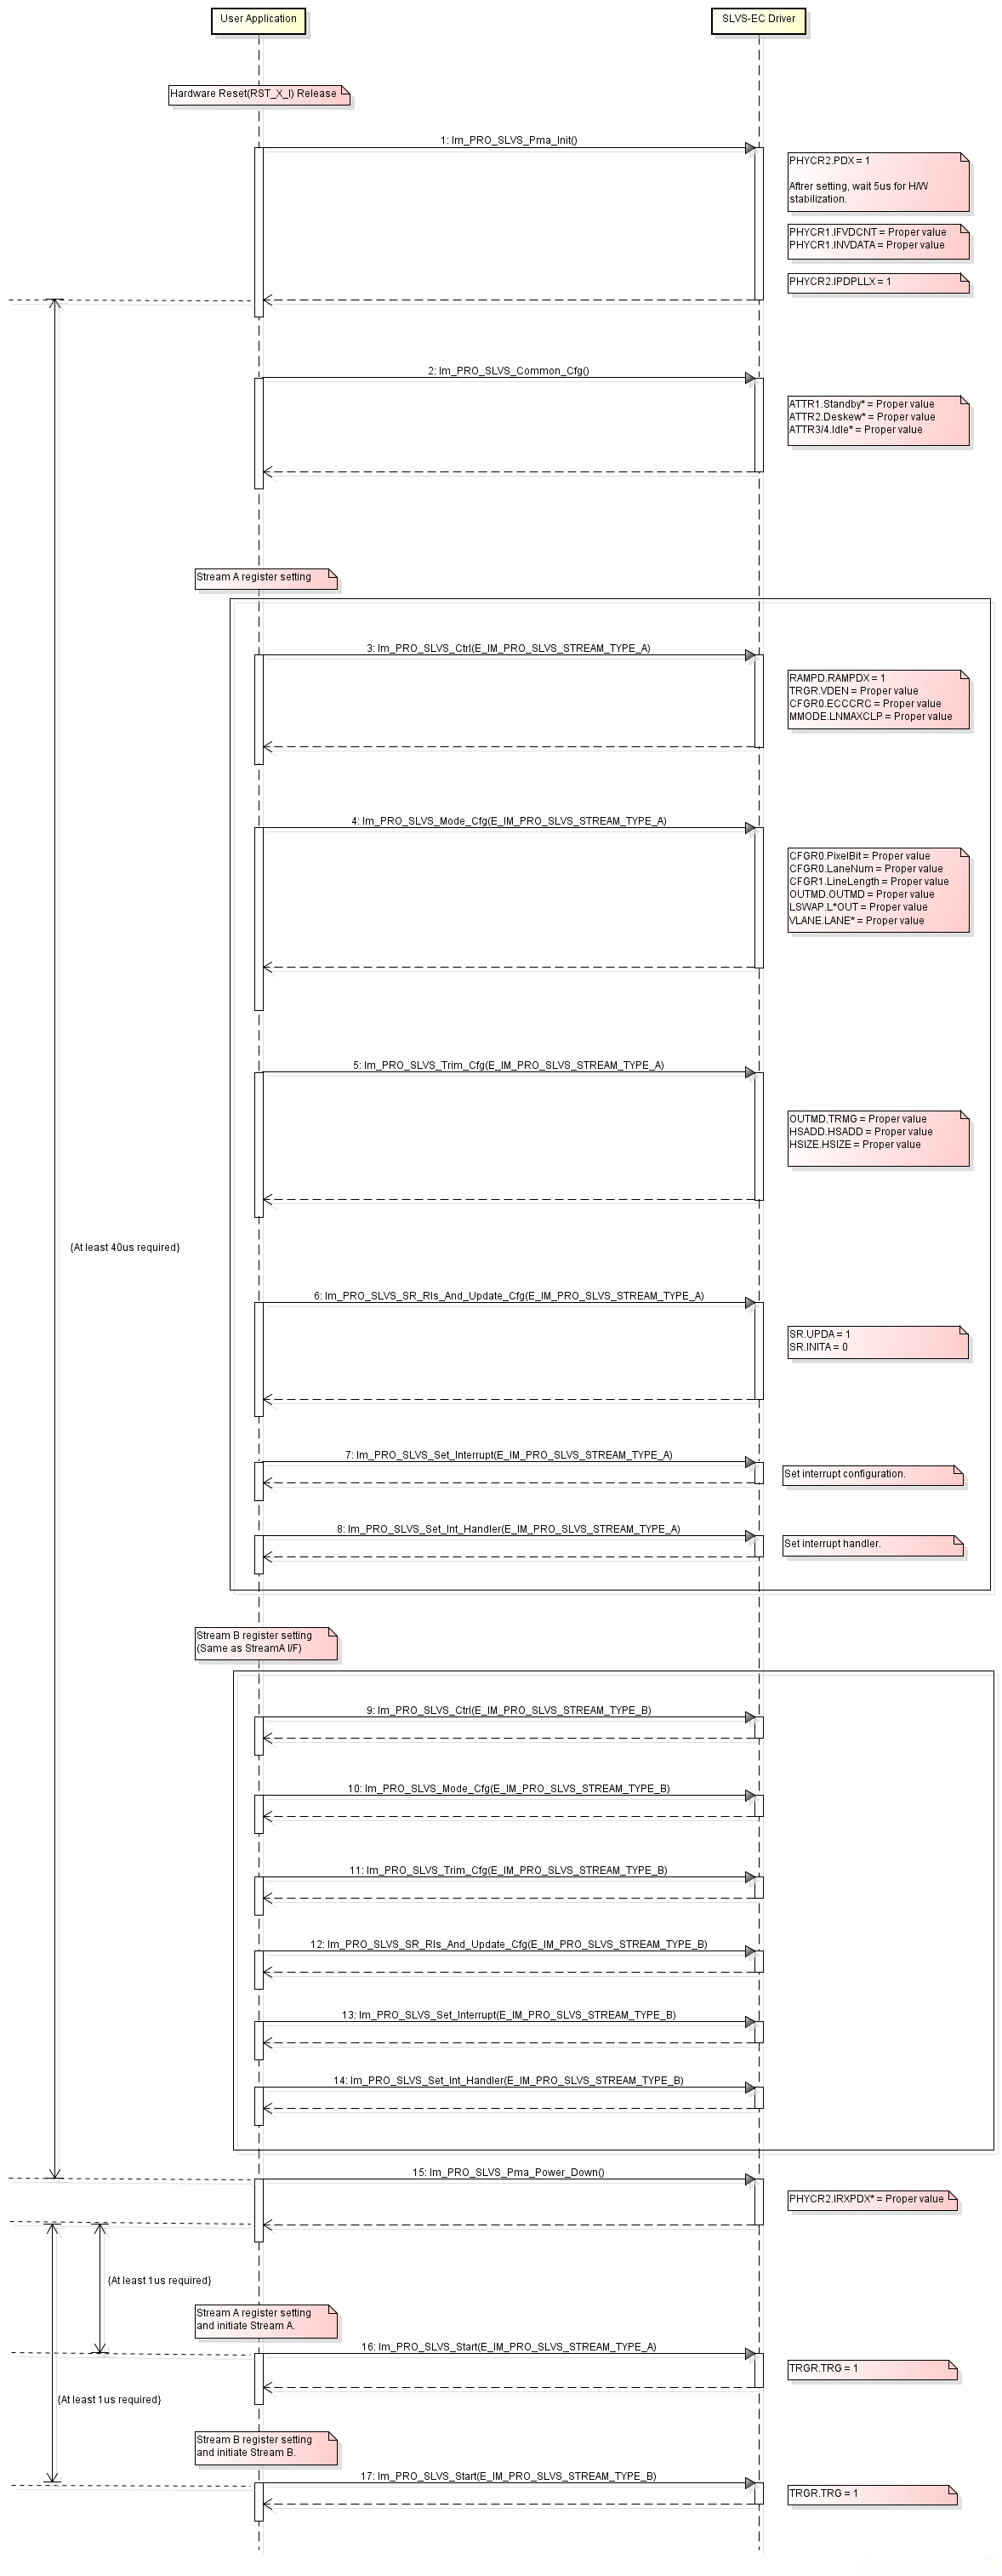 User Application
SLVS-EC Driver
Hardware Reset(RST_X_I) Release
1: Im_PRO_SLVS_Pma_Init()
PHYCR2.PDX = 1
Aftrer setting, wait 5us for H/W
stabilization.
PHYCR1.IFVDCNT = Proper value
PHYCR1.INVDATA = Proper value
PHYCR2.IPDPLLX = 1
2: Im_PRO_SLVS_Common_Cfg()
ATTR1.Standby* = Proper value
ATTR2.Deskew* = Proper value
ATTR3/4.Idle* = Proper value
Stream A register setting
3: Im_PRO_SLVS_Ctrl(E_IM_PRO_SLVS_STREAM_TYPE_A)
RAMPD.RAMPDX = 1
TRGR.VDEN = Proper value
CFGR0.ECCCRC = Proper value
MMODE.LNMAXCLP = Proper value
4: Im_PRO_SLVS_Mode_Cfg(E_IM_PRO_SLVS_STREAM_TYPE_A)
CFGR0.PixelBit = Proper value
CFGR0.LaneNum = Proper value
CFGR1.LineLength = Proper value
OUTMD.OUTMD = Proper value
LSWAP.L*OUT = Proper value
VLANE.LANE* = Proper value
5: Im_PRO_SLVS_Trim_Cfg(E_IM_PRO_SLVS_STREAM_TYPE_A)
OUTMD.TRMG = Proper value
HSADD.HSADD = Proper value
HSIZE.HSIZE = Proper value
{At least 40us required}
6: Im_PRO_SLVS_SR_Rls_And_Update_Cfg(E_IM_PRO_SLVS_STREAM_TYPE_A)
SR.UPDA = 1
SR.INITA = 0
7: Im_PRO_SLVS_Set_Interrupt(E_IM_PRO_SLVS_STREAM_TYPE_A)
Set interrupt configuration.
8: Im_PRO_SLVS_Set_Int_Handler(E_IM_PRO_SLVS_STREAM_TYPE_A)
Set interrupt handler.
Stream B register setting
(Same as StreamA I/F)
9: Im_PRO_SLVS_Ctrl(E_IM_PRO_SLVS_STREAM_TYPE_B)
10: Im_PRO_SLVS_Mode_Cfg(E_IM_PRO_SLVS_STREAM_TYPE_B)
11: Im_PRO_SLVS_Trim_Cfg(E_IM_PRO_SLVS_STREAM_TYPE_B)
12: Im_PRO_SLVS_SR_Rls_And_Update_Cfg(E_IM_PRO_SLVS_STREAM_TYPE_B)
13: Im_PRO_SLVS_Set_Interrupt(E_IM_PRO_SLVS_STREAM_TYPE_B)
14: Im_PRO_SLVS_Set_Int_Handler(E_IM_PRO_SLVS_STREAM_TYPE_B)
15: Im_PRO_SLVS_Pma_Power_Down()
PHYCR2.IRXPDX* = Proper value
{At least 1us required}
Stream A register setting
and initiate Stream A.
16: Im_PRO_SLVS_Start(E_IM_PRO_SLVS_STREAM_TYPE_A)
TRGR.TRG = 1
{At least 1us required}
Stream B register setting
and initiate Stream B.
17: Im_PRO_SLVS_Start(E_IM_PRO_SLVS_STREAM_TYPE_B)
TRGR.TRG = 1